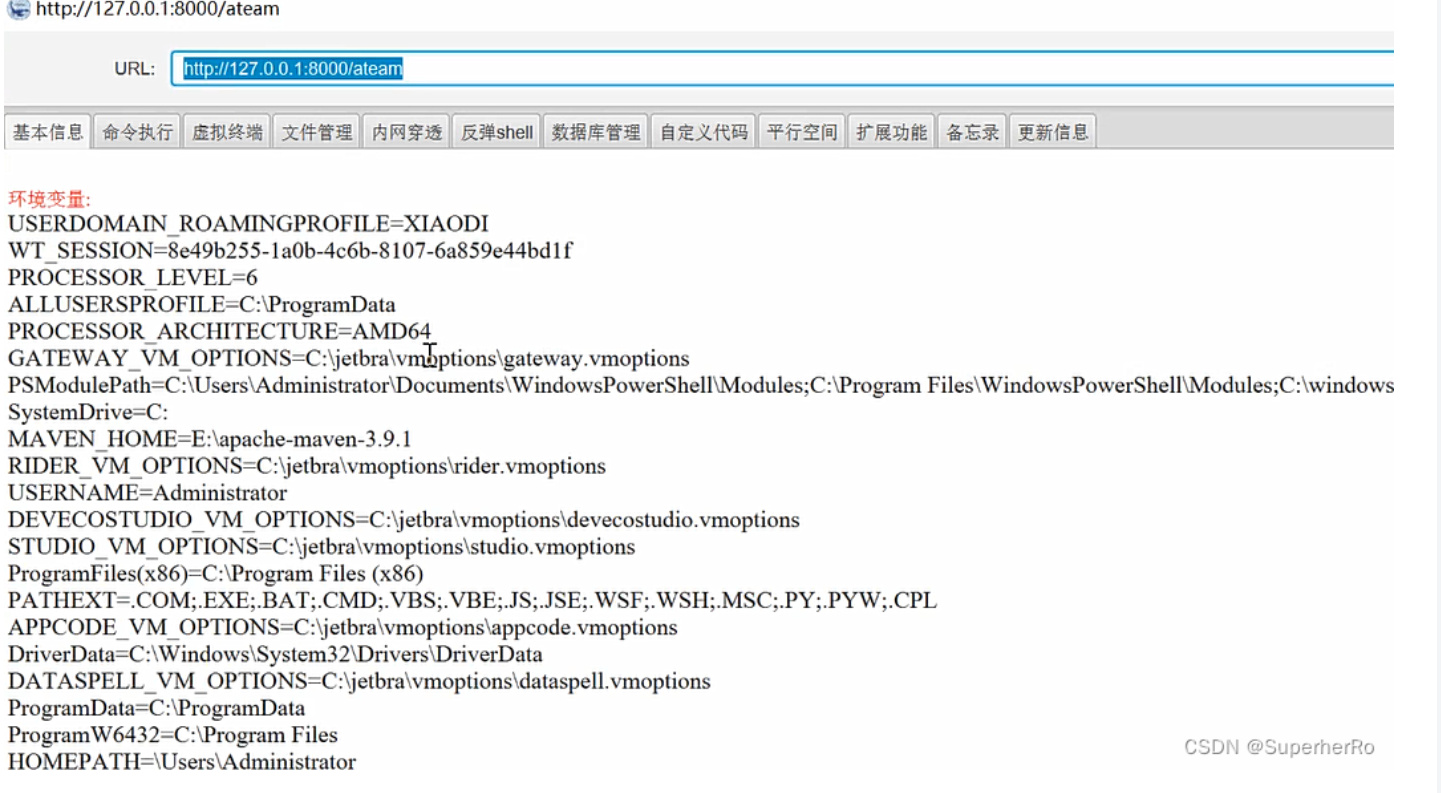 http://127.0.0.1:8000/ateam
URL: http://127.0.0.1:8000/ateam
基本信息 命令执行 虚拟终端 文件管理 内网穿透 反弹shell 数据库管理 自定义代码 平行空间 扩展功能 备忘录 更新信息
环境变量:
USERDOMAIN_ROAMINGPROFILE=XIAODI
WT_SESSION=8e49b255-1a0b-4c6b-8107-6a859e44bd1f
PROCESSOR_LEVEL=6
ALLUSERSPROFILE=C:\ProgramData
PROCESSOR_ARCHITECTURE=AMD64
GATEWAY_VM_OPTIONS=C:\jetbra\vmoptions\gateway.vmoptions
PSModulePath=C:\Users\Administrator\Documents\WindowsPowerShell\Modules;C:\Program Files\WindowsPowerShell\Modules;C:\windows
SystemDrive=C:
MAVEN_HOME=E:\apache-maven-3.9.1
RIDER_VM_OPTIONS=C:\jetbra\vmoptions\rider.vmoptions
USERNAME=Administrator
DEVECOSTUDIO_VM_OPTIONS=C:\jetbra\vmoptions\devecostudio.vmoptions
STUDIO_VM_OPTIONS=C:\jetbra\vmoptions\studio.vmoptions
ProgramFiles(x86)=C:\Program Files (x86)
PATHEXT=.COM;.EXE;.BAT;.CMD;.VBS;.VBE;.JS;.JSE;.WSF;.WSH;.MSC;.PY;.PYW;.CPL
APPCODE_VM_OPTIONS=C:\jetbra\vmoptions\appcode.vmoptions
DriverData=C:\Windows\System32\Drivers\DriverData
DATASPELL_VM_OPTIONS=C:\jetbra\vmoptions\dataspell.vmoptions
ProgramData=C:\ProgramData
ProgramW6432=C:\Program Files
HOMEPATH=\Users\Administrator
CSDN @SuperherRo